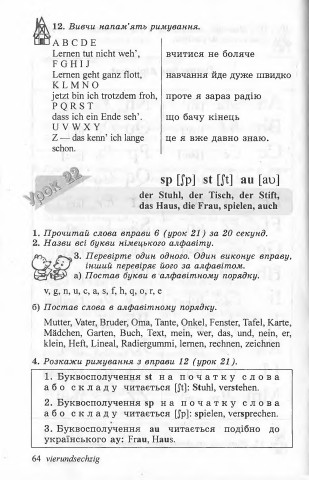 12. Вивчи напам'ять римування.
A B C D E
Lernen tut nicht weh', вчитися не боляче
F G H I J
Lernen geht ganz flott, навчання йде дуже швидко
K L M N O
jetzt bin ich trotzdem froh, проте я зараз радію
P Q R S T
dass ich ein Ende seh'. що бачу кінець
U V W X Y
Z — das kenn' ich lange це я вже давно знаю.
schon.
Урок 22
sp [ʃp] st [ʃt] au [aʊ]
der Stuhl, der Tisch, der Stift,
das Haus, die Frau, spielen, auch
1. Прочитай слова вправи 6 (урок 21) за 20 секунд.
2. Назви всі букви німецького алфавіту.
3. Перевірте один одного. Один виконує вправу,
інший перевіряє його за алфавітом.
а) Постав букви в алфавітному порядку.
v, g, n, u, c, a, s, f, h, q, o, r, e
б) Постав слова в алфавітному порядку.
Mutter, Vater, Bruder, Oma, Tante, Onkel, Fenster, Tafel, Karte,
Mädchen, Garten, Buch, Text, mein, wer, das, und, nein, er,
klein, Heft, Lineal, Radiergummi, lernen, rechnen, zeichnen
4. Розкажи римування з вправи 12 (урок 21).
1. Буквосполучення st на початку слова
або складу читається [ʃt]: Stuhl, verstehen.
2. Буквосполучення sp на початку слова
або складу читається [ʃp]: spielen, versprechen.
3. Буквосполучення au читається подібно до
українського ау: Frau, Haus.
64 vierundsechzig